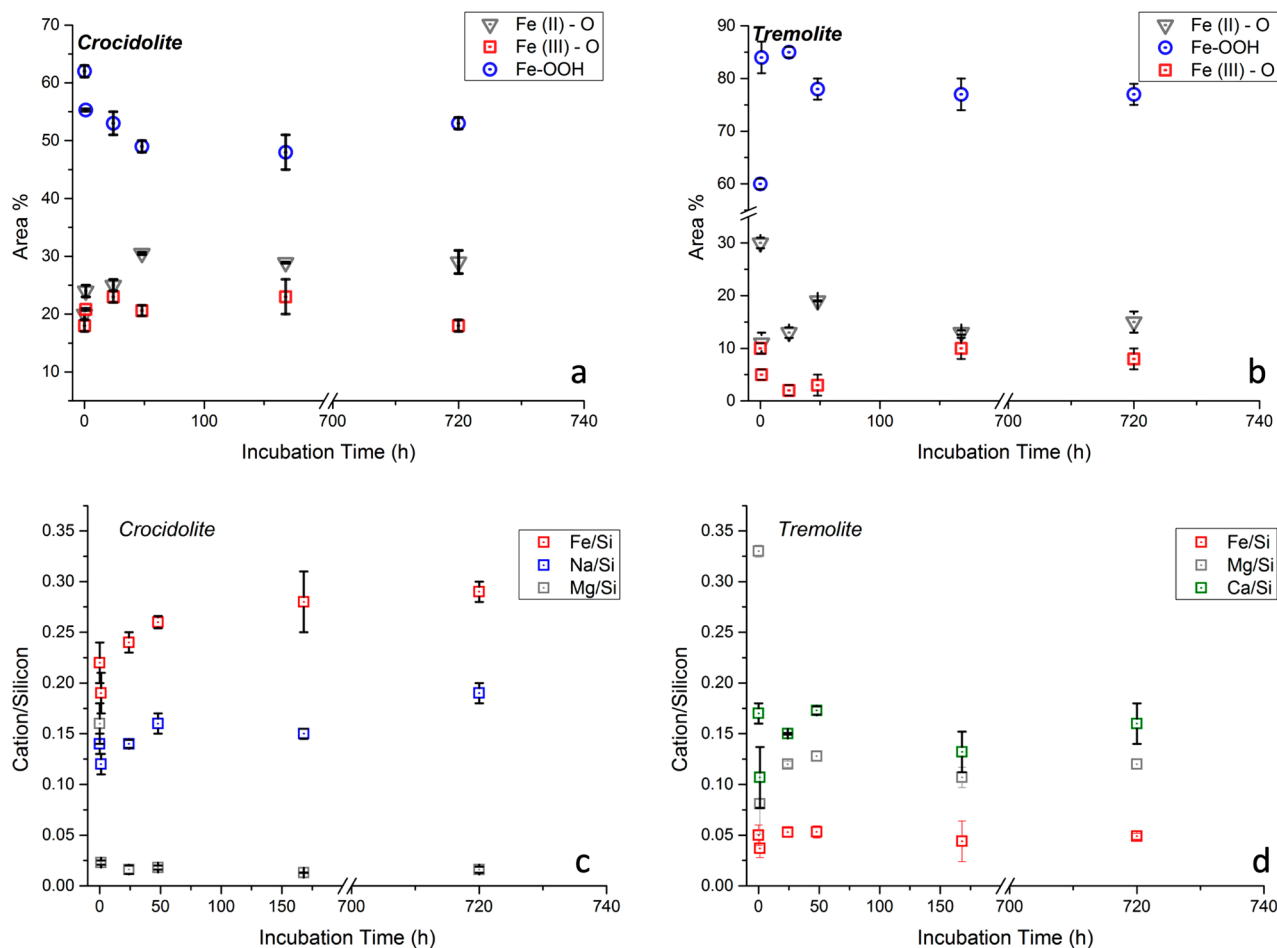 Crocidolite
Fe (II) - O
Fe (III) - O
Fe-OOH
70
60
50
40
30
20
10
Area %
0
100
700
720
740
Incubation Time (h)
a
Tremolite
Fe (II) - O
Fe-OOH
Fe (III) - O
90
80
70
60
30
20
10
0
Area %
0
100
700
720
740
Incubation Time (h)
b
Crocidolite
Fe/Si
Na/Si
Mg/Si
0.35
0.30
0.25
0.20
0.15
0.10
0.05
0.00
Cation/Silicon
0
50
100
150
200
700
720
740
Incubation Time (h)
c
Tremolite
Fe/Si
Mg/Si
Ca/Si
0.35
0.30
0.25
0.20
0.15
0.10
0.05
0.00
Cation/Silicon
0
50
100
150
200
700
720
740
Incubation Time (h)
d